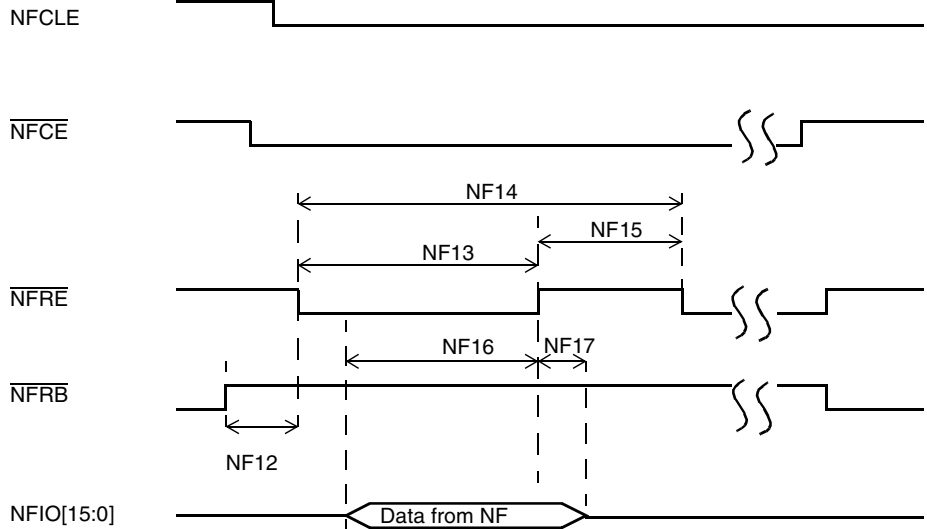 NFCLE
NFCE
NF14
NF15
NF13
NFRE
NF16
NF17
NFRB
NF12
NFIO[15:0]
Data from NF